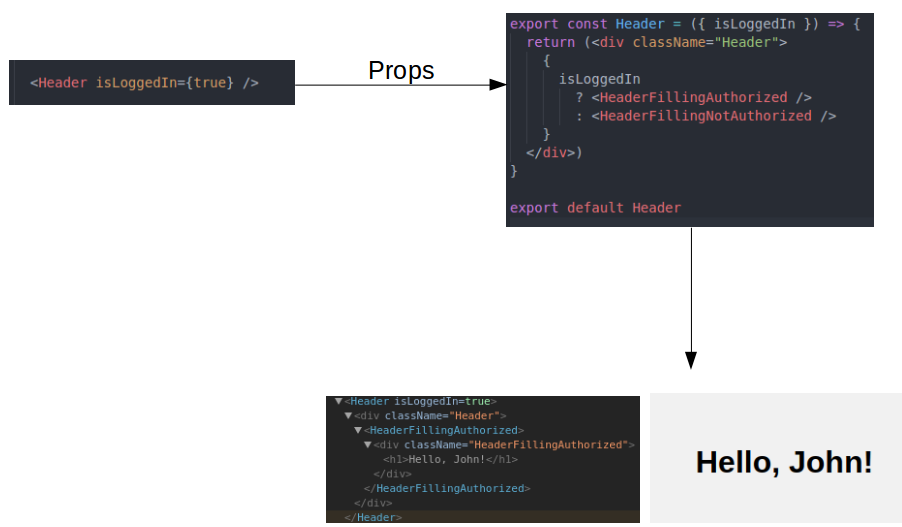 <Header isLoggedIn={true} />
Props
export const Header = ({ isLoggedIn }) => {
return (<div className="Header">
{
isLoggedIn
? <HeaderFillingAuthorized />
: <HeaderFillingNotAuthorized />
}
</div>)
}
export default Header
▼<Header isLoggedIn=true>
▼<div className="Header">
▼<HeaderFillingAuthorized>
▼<div className="HeaderFillingAuthorized">
<h1>Hello, John!</h1>
</div>
</HeaderFillingAuthorized>
</div>
</Header>
Hello, John!